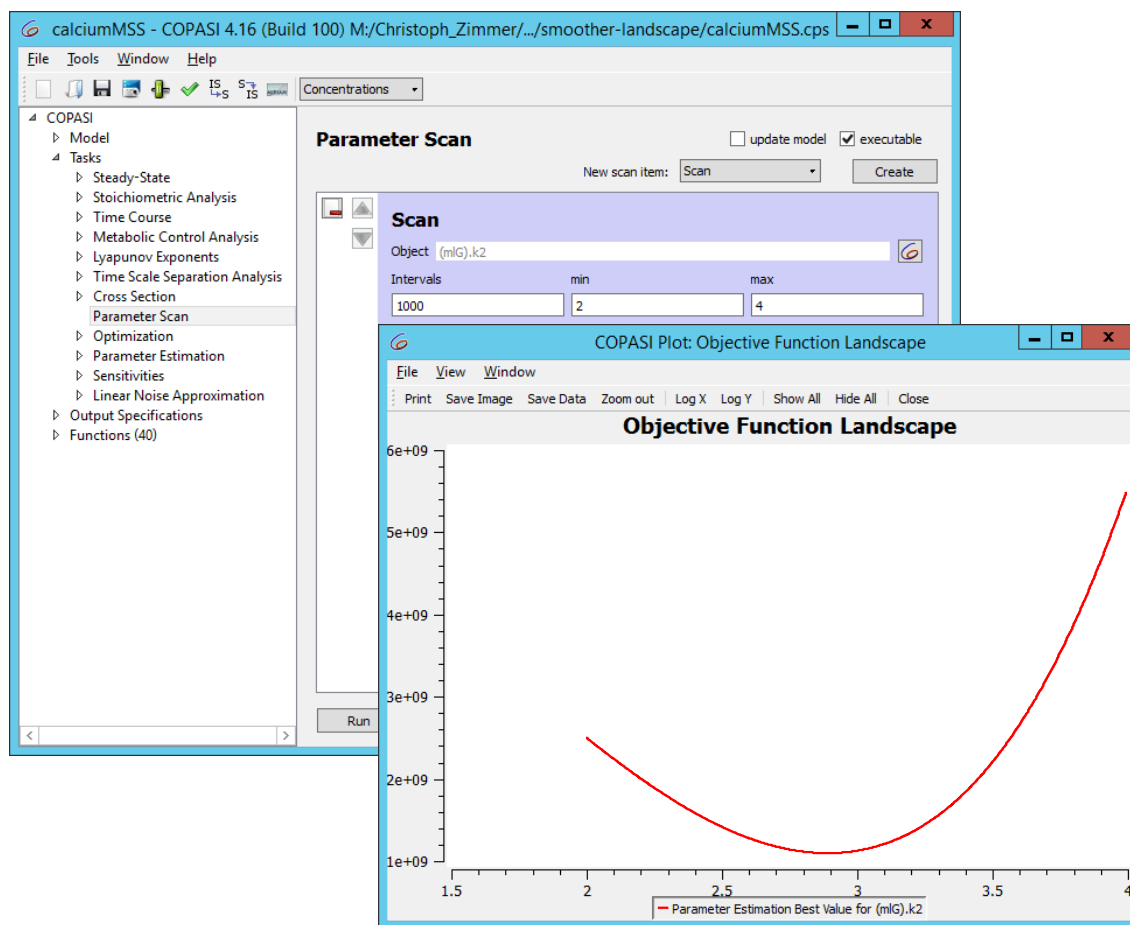 calciumMSS - COPASI 4.16 (Build 100) M:/Christoph_Zimmer/.../smoother-landscape/calciumMSS.cps
File Tools Window Help
IS S S IS Concentrations
COPASI
Model
Tasks
Steady-State
Stoichiometric Analysis
Time Course
Metabolic Control Analysis
Lyapunov Exponents
Time Scale Separation Analysis
Cross Section
Parameter Scan
Optimization
Parameter Estimation
Sensitivities
Linear Noise Approximation
Output Specifications
Functions (40)
Parameter Scan
update model executable
New scan item: Scan Create
Scan
Object (mlG).k2
Intervals min max
1000 2 4
Run
COPASI Plot: Objective Function Landscape
File View Window
Print Save Image Save Data Zoom out Log X Log Y Show All Hide All Close
Objective Function Landscape
6e+09
5e+09
4e+09
3e+09
2e+09
1e+09
1.5 2 2.5 3 3.5 4
Parameter Estimation Best Value for (mlG).k2